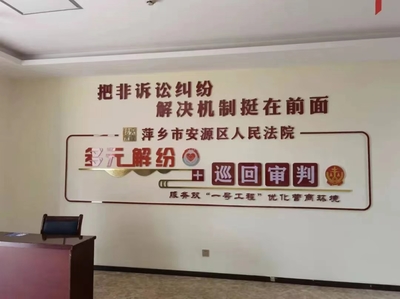 把非诉讼纠纷
解决机制挺在前面
萍乡市安源区人民法院
多元解纷
+ 巡回审判
服务双“一号工程”优化营商环境